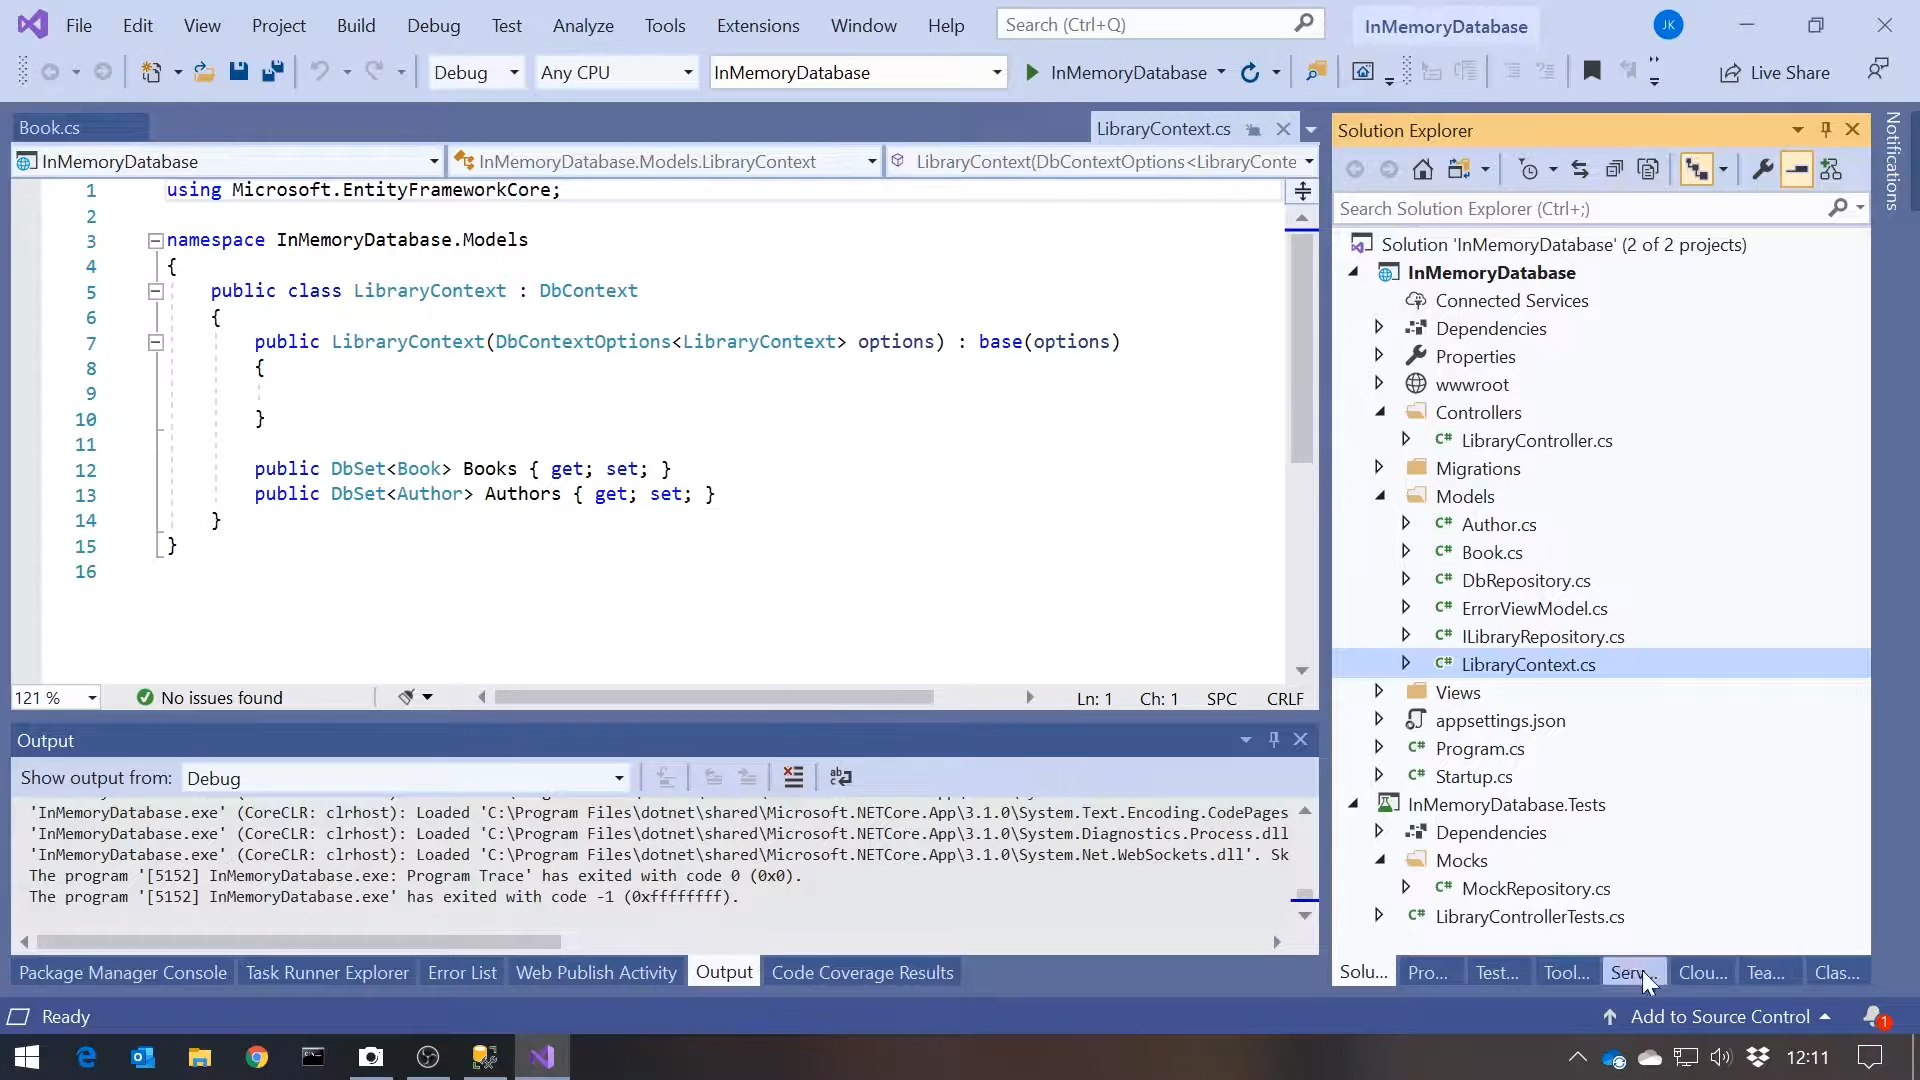 File Edit View Project Build Debug Test Analyze Tools Extensions Window Help Search (Ctrl+Q) InMemoryDatabase JK
Debug Any CPU InMemoryDatabase InMemoryDatabase Live Share
Book.cs LibraryContext.cs
InMemoryDatabase InMemoryDatabase.Models.LibraryContext LibraryContext(DbContextOptions<LibraryConte
1 using Microsoft.EntityFrameworkCore;
2
3 namespace InMemoryDatabase.Models
4 {
5 public class LibraryContext : DbContext
6 {
7 public LibraryContext(DbContextOptions<LibraryContext> options) : base(options)
8 {
9
10 }
11
12 public DbSet<Book> Books { get; set; }
13 public DbSet<Author> Authors { get; set; }
14 }
15 }
16
121 % No issues found Ln: 1 Ch: 1 SPC CRLF
Output
Show output from: Debug
'InMemoryDatabase.exe' (CoreCLR: clrhost): Loaded 'C:\Program Files\dotnet\shared\Microsoft.NETCore.App\3.1.0\System.Text.Encoding.CodePages
'InMemoryDatabase.exe' (CoreCLR: clrhost): Loaded 'C:\Program Files\dotnet\shared\Microsoft.NETCore.App\3.1.0\System.Diagnostics.Process.dll
'InMemoryDatabase.exe' (CoreCLR: clrhost): Loaded 'C:\Program Files\dotnet\shared\Microsoft.NETCore.App\3.1.0\System.Net.WebSockets.dll'. Sk
The program '[5152] InMemoryDatabase.exe: Program Trace' has exited with code 0 (0x0).
The program '[5152] InMemoryDatabase.exe' has exited with code -1 (0xffffffff).
Package Manager Console Task Runner Explorer Error List Web Publish Activity Output Code Coverage Results
Solution Explorer
Search Solution Explorer (Ctrl+;)
Solution 'InMemoryDatabase' (2 of 2 projects)
InMemoryDatabase
Connected Services
Dependencies
Properties
wwwroot
Controllers
C# LibraryController.cs
Migrations
Models
C# Author.cs
C# Book.cs
C# DbRepository.cs
C# ErrorViewModel.cs
C# ILibraryRepository.cs
C# LibraryContext.cs
Views
appsettings.json
C# Program.cs
C# Startup.cs
InMemoryDatabase.Tests
Dependencies
Mocks
C# MockRepository.cs
C# LibraryControllerTests.cs
Solu... Pro... Test... Tool... Serv... Clou... Tea... Clas...
Notifications
Ready Add to Source Control 1
12:11